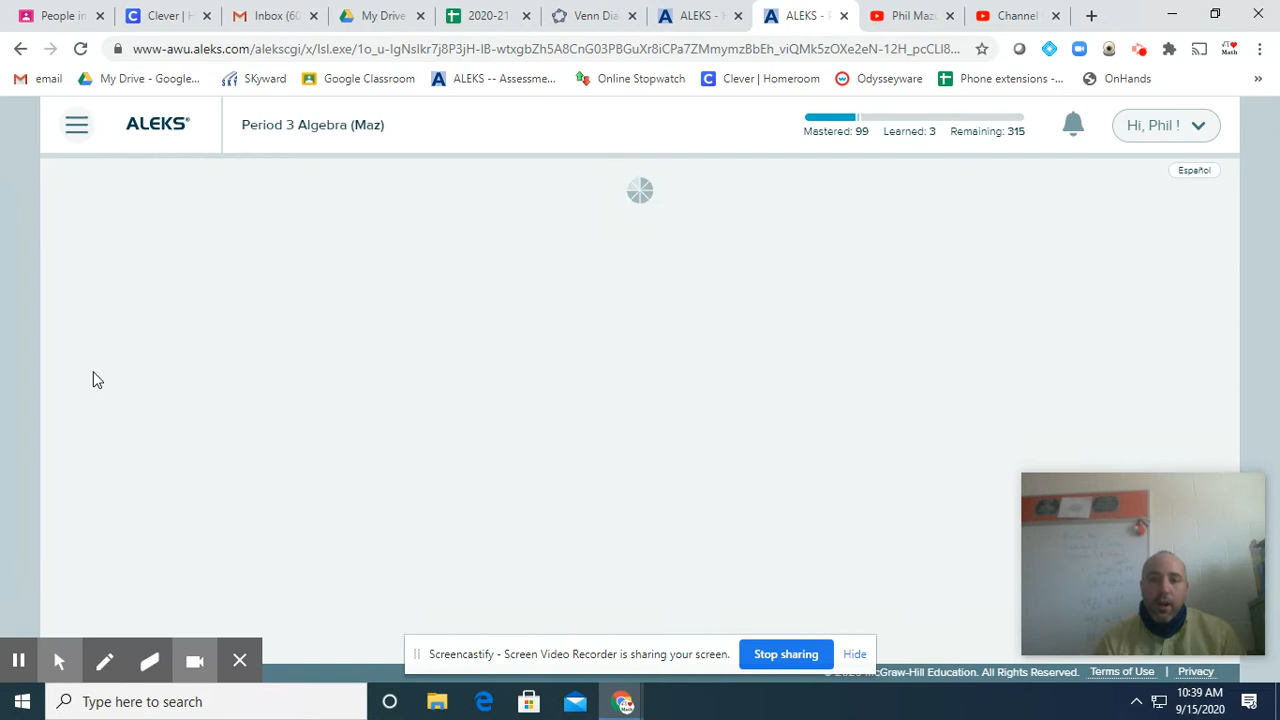 People in
Clever | H
Inbox (60
My Drive
2020-21
Venn Dia
ALEKS - H
ALEKS - P
Phil Maz
Channel
www-awu.aleks.com/alekscgi/x/Isl.exe/1o_u-IgNsIkr7j8P3jH-IB-wtxgbZh5A8CnG03PBGuXr8iCPa7ZMmymzBbEh_viQMk5zOXe2eN-12H_pcCLI8...
email
My Drive - Google...
SKyward
Google Classroom
ALEKS -- Assessme...
Online Stopwatch
Clever | Homeroom
Odysseyware
Phone extensions -...
OnHands
»
ALEKS®
Period 3 Algebra (Maz)
Mastered: 99
Learned: 3
Remaining: 315
Hi, Phil !
Español
Screencastify - Screen Video Recorder is sharing your screen.
Stop sharing
Hide
McGraw-Hill Education. All Rights Reserved.
Terms of Use
Privacy
Type here to search
10:39 AM
9/15/2020